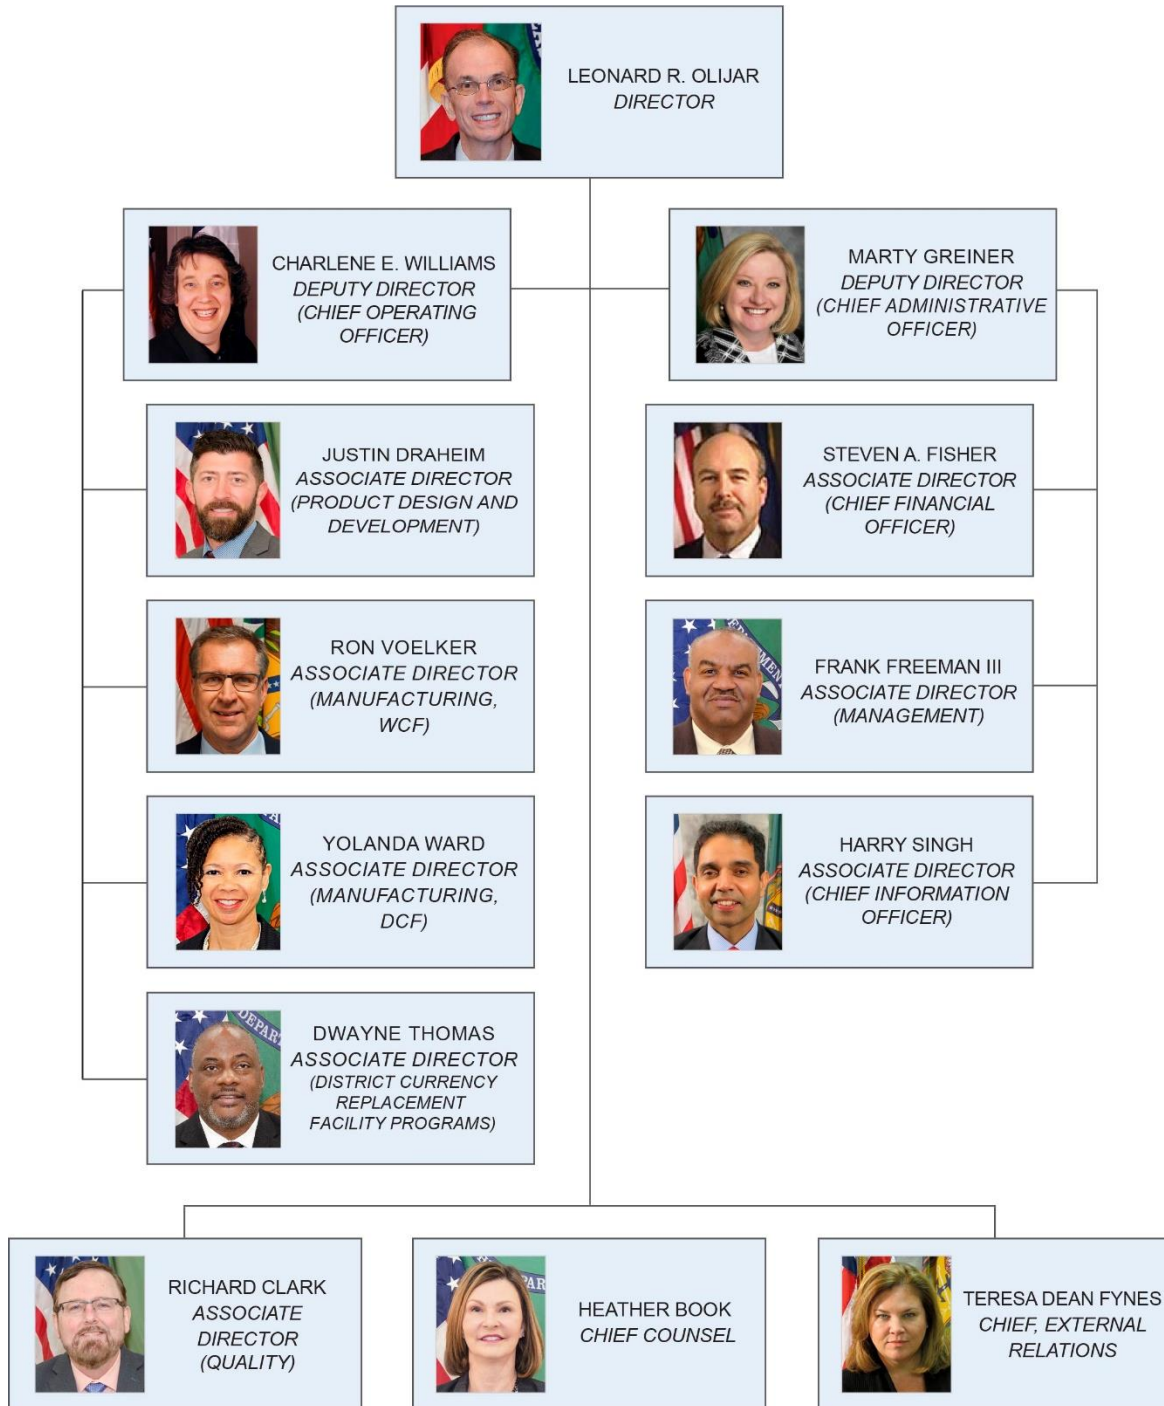 LEONARD R. OLIJAR
DIRECTOR
CHARLENE E. WILLIAMS
DEPUTY DIRECTOR
(CHIEF OPERATING
OFFICER)
MARTY GREINER
DEPUTY DIRECTOR
(CHIEF ADMINISTRATIVE
OFFICER)
JUSTIN DRAHEIM
ASSOCIATE DIRECTOR
(PRODUCT DESIGN AND
DEVELOPMENT)
STEVEN A. FISHER
ASSOCIATE DIRECTOR
(CHIEF FINANCIAL
OFFICER)
RON VOELKER
ASSOCIATE DIRECTOR
(MANUFACTURING,
WCF)
FRANK FREEMAN III
ASSOCIATE DIRECTOR
(MANAGEMENT)
YOLANDA WARD
ASSOCIATE DIRECTOR
(MANUFACTURING,
DCF)
HARRY SINGH
ASSOCIATE DIRECTOR
(CHIEF INFORMATION
OFFICER)
DWAYNE THOMAS
ASSOCIATE DIRECTOR
(DISTRICT CURRENCY
REPLACEMENT
FACILITY PROGRAMS)
RICHARD CLARK
ASSOCIATE
DIRECTOR
(QUALITY)
HEATHER BOOK
CHIEF COUNSEL
TERESA DEAN FYNES
CHIEF, EXTERNAL
RELATIONS